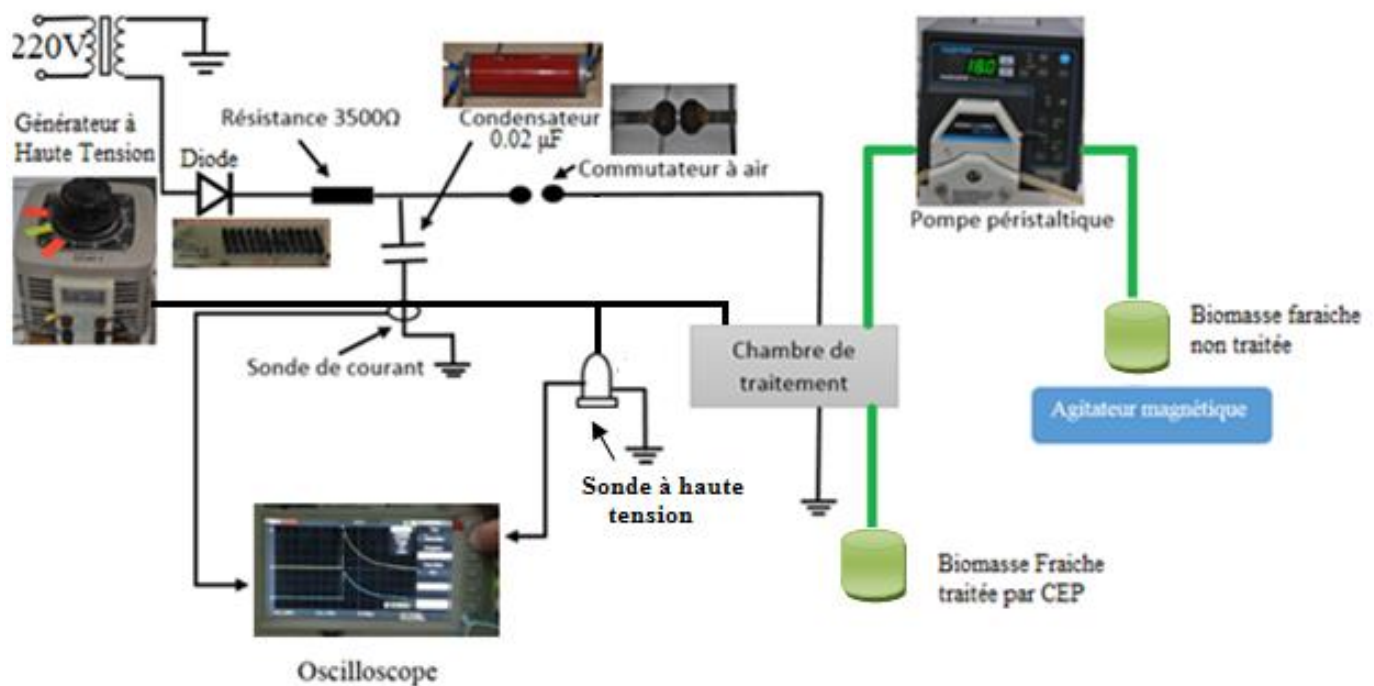 220V
Générateur à
Haute Tension
Diode
Résistance 3500Ω
Condensateur
0.02 µF
Commutateur à air
180
Pompe péristaltique
Biomasse faraiche
non traitée
Agitateur magnétique
Chambre de
traitement
Sonde de courant
Sonde à haute
tension
Biomasse Fraiche
traitée par CEP
Oscilloscope